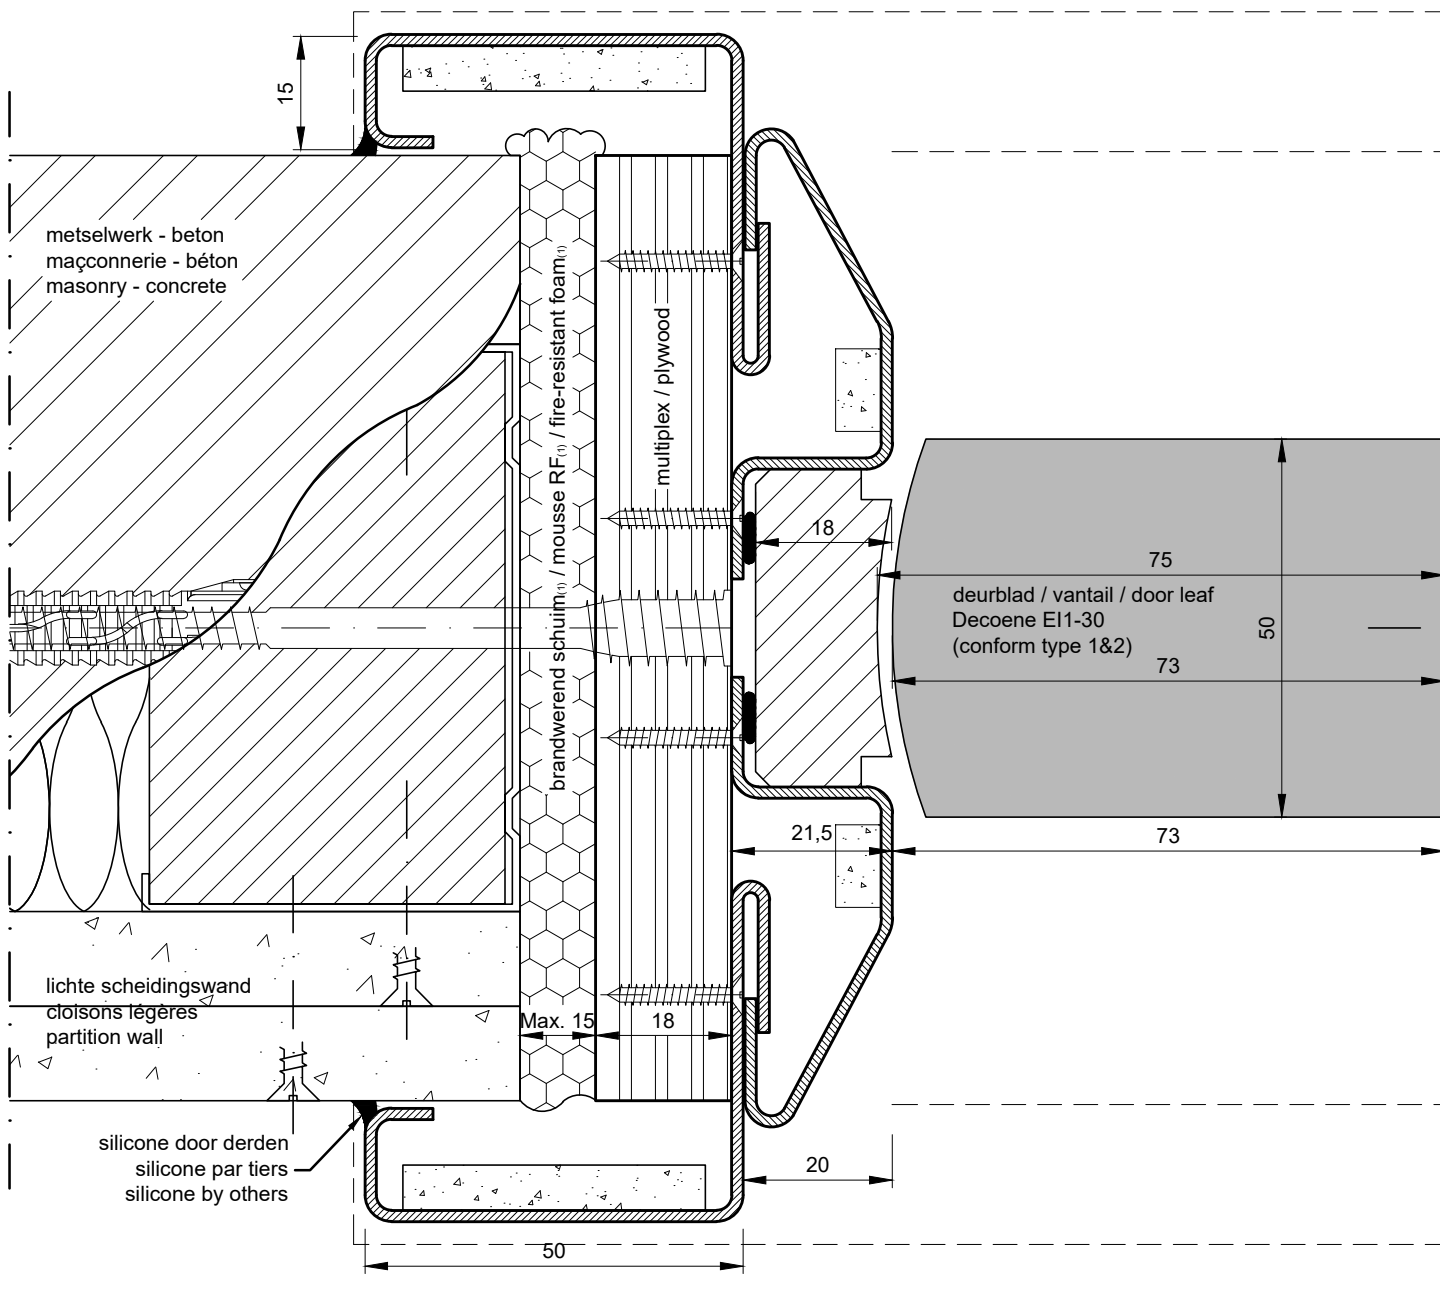 15
metselwerk - beton
maçconnerie - béton
masonry - concrete
brandwerend schuim(1) / mousse RF(1) / fire-resistant foam(1)
multiplex / plywood
18
75
deurblad / vantail / door leaf
Decoene EI1-30
(conform type 1&2)
50
73
21,5
73
lichte scheidingswand
cloisons légères
partition wall
Max. 15
18
silicone door derden
silicone par tiers
silicone by others
20
50